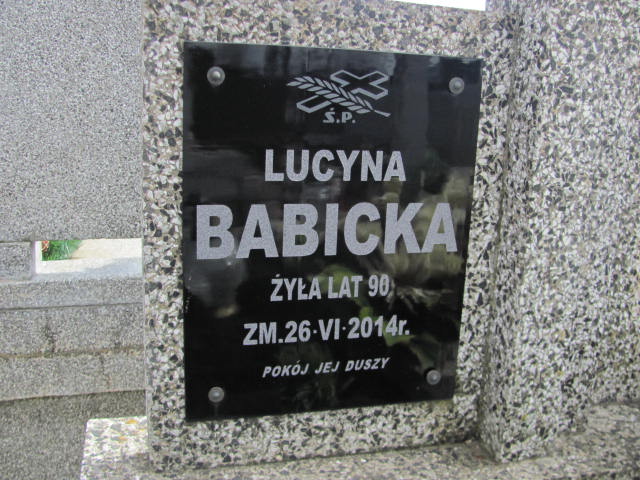 Ś.P.
LUCYNA
BABICKA
ŻYŁA LAT 90
ZM.26·VI·2014r.
POKÓJ JEJ DUSZY